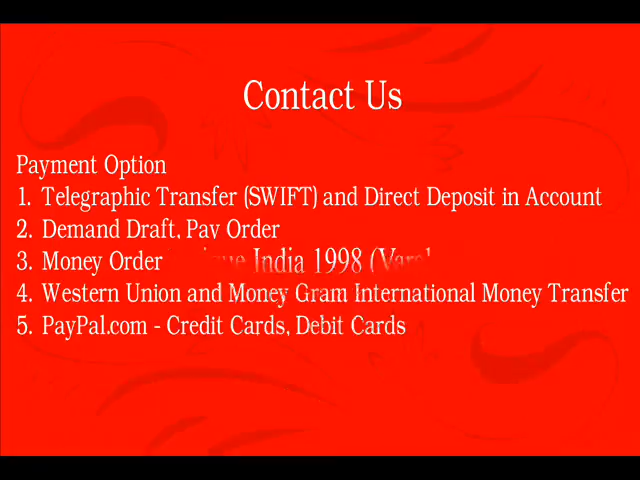 Contact Us
Payment Option
1. Telegraphic Transfer (SWIFT) and Direct Deposit in Account
2. Demand Draft, Pay Order
3. Money Order
India 1998
4. Western Union and Money Gram International Money Transfer
5. PayPal.com - Credit Cards, Debit Cards